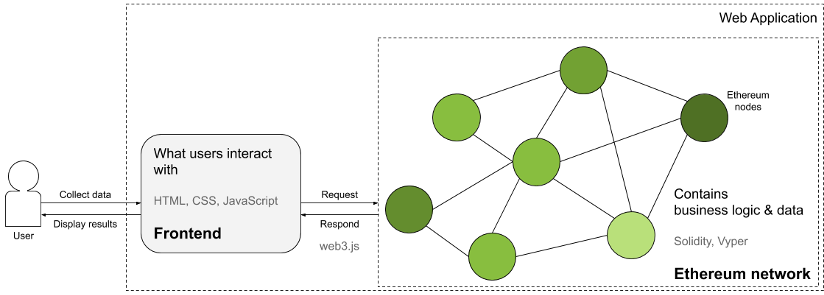 Web Application
Ethereum
nodes
What users interact
with
HTML, CSS, JavaScript
Frontend
Collect data
Display results
User
Request
Respond
web3.js
Contains
business logic & data
Solidity, Vyper
Ethereum network